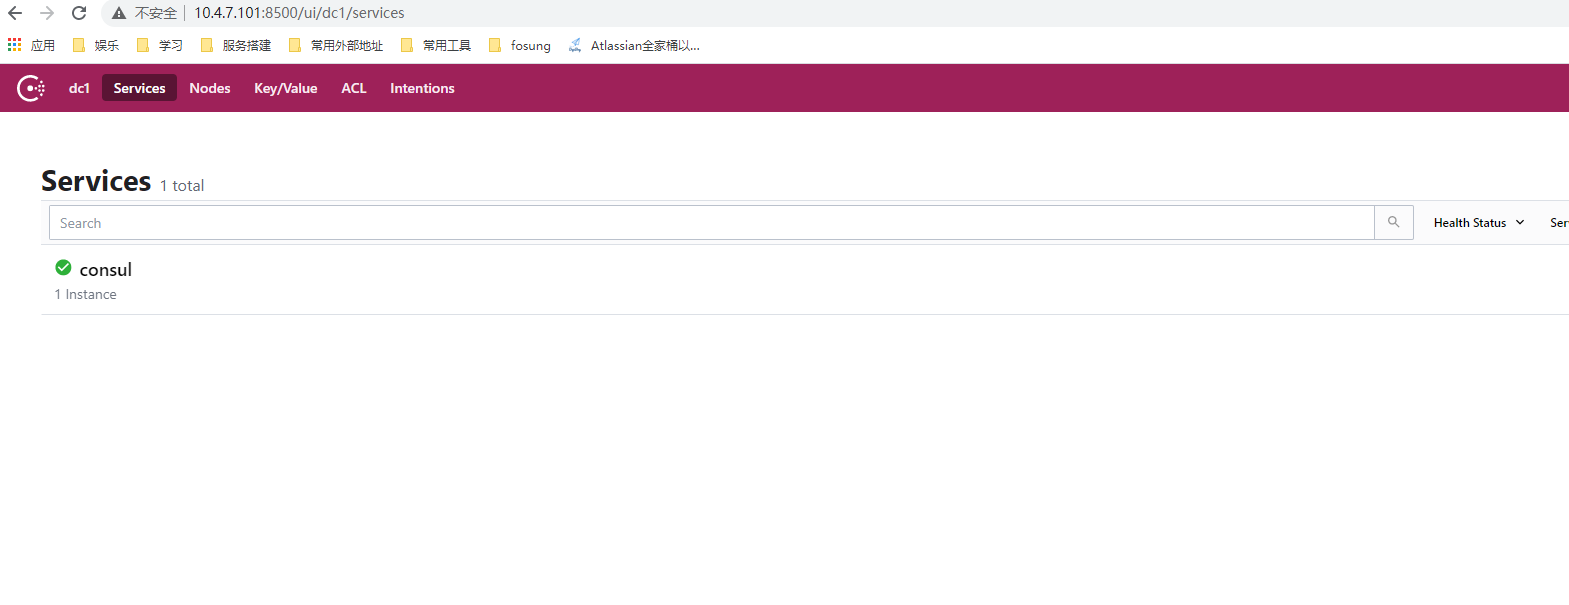 不安全 10.4.7.101:8500/ui/dc1/services
应用 娱乐 学习 服务搭建 常用外部地址 常用工具 fosung Atlassian全家桶以...
dc1 Services Nodes Key/Value ACL Intentions
Services 1 total
Search Health Status Ser
consul
1 Instance